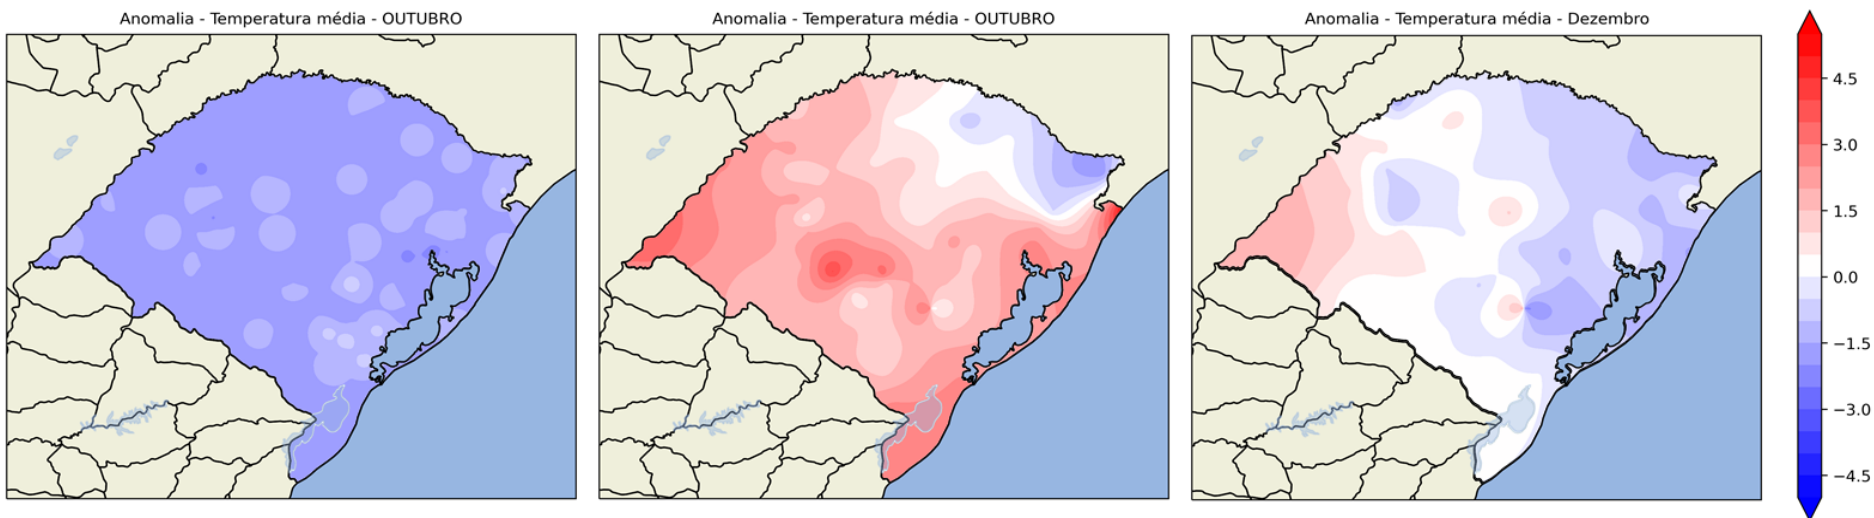 Anomalia - Temperatura média - OUTUBRO
Anomalia - Temperatura média - OUTUBRO
Anomalia - Temperatura média - Dezembro
4.5
3.0
1.5
0.0
−1.5
−3.0
−4.5